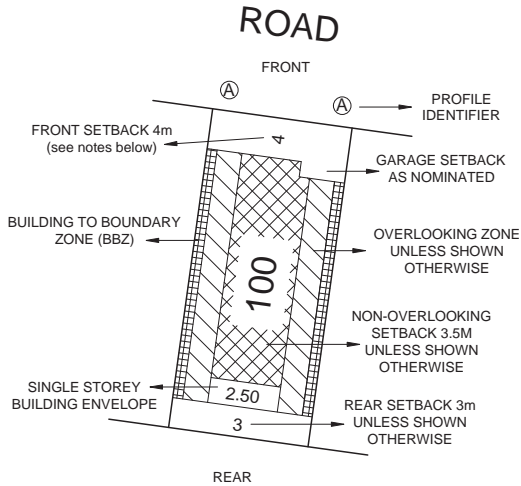 ROAD
FRONT
A
A
PROFILE
IDENTIFIER
FRONT SETBACK 4m
(see notes below)
4
GARAGE SETBACK
AS NOMINATED
BUILDING TO BOUNDARY
ZONE (BBZ)
OVERLOOKING ZONE
UNLESS SHOWN
OTHERWISE
100
NON-OVERLOOKING
SETBACK 3.5M
UNLESS SHOWN
OTHERWISE
SINGLE STOREY
BUILDING ENVELOPE
2.50
REAR SETBACK 3m
UNLESS SHOWN
OTHERWISE
3
REAR